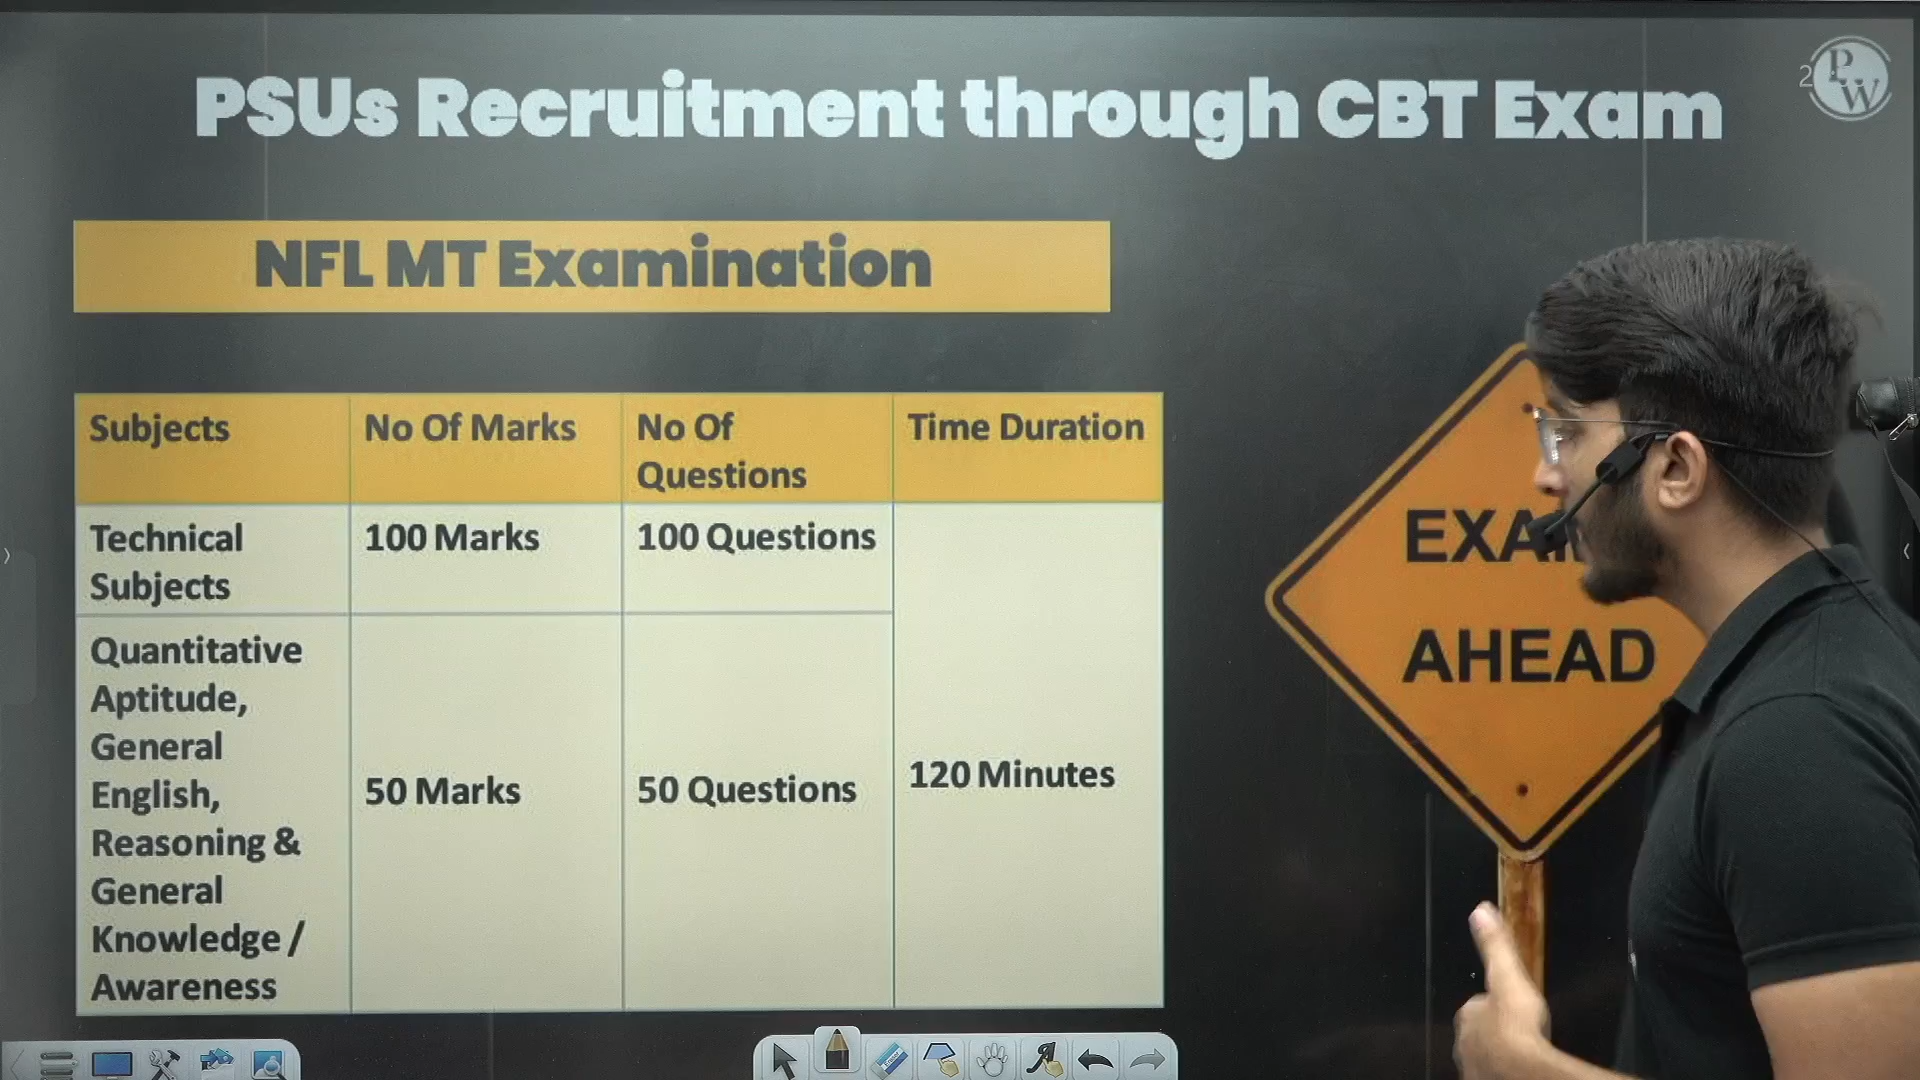 PSUs Recruitment through CBT Exam
PW
NFL MT Examination
Subjects
No Of Marks
No Of
Questions
Time Duration
Technical
Subjects
100 Marks
100 Questions
Quantitative
Aptitude,
General
English,
Reasoning &
General
Knowledge /
Awareness
50 Marks
50 Questions
120 Minutes
AHEAD